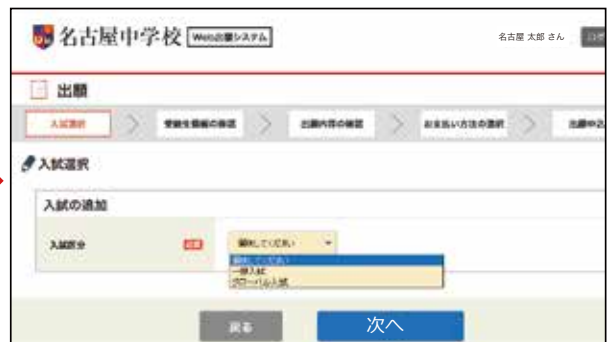 名古屋中学校 Web出願システム
名古屋 太郎 さん
出願
入試選択
受験生情報の確認
出願内容の確認
お支払い方法の選択
入試選択
入試の追加
入試区分
必須
選択してください
選択してください
一般入試
グローバル入試
戻る
次へ